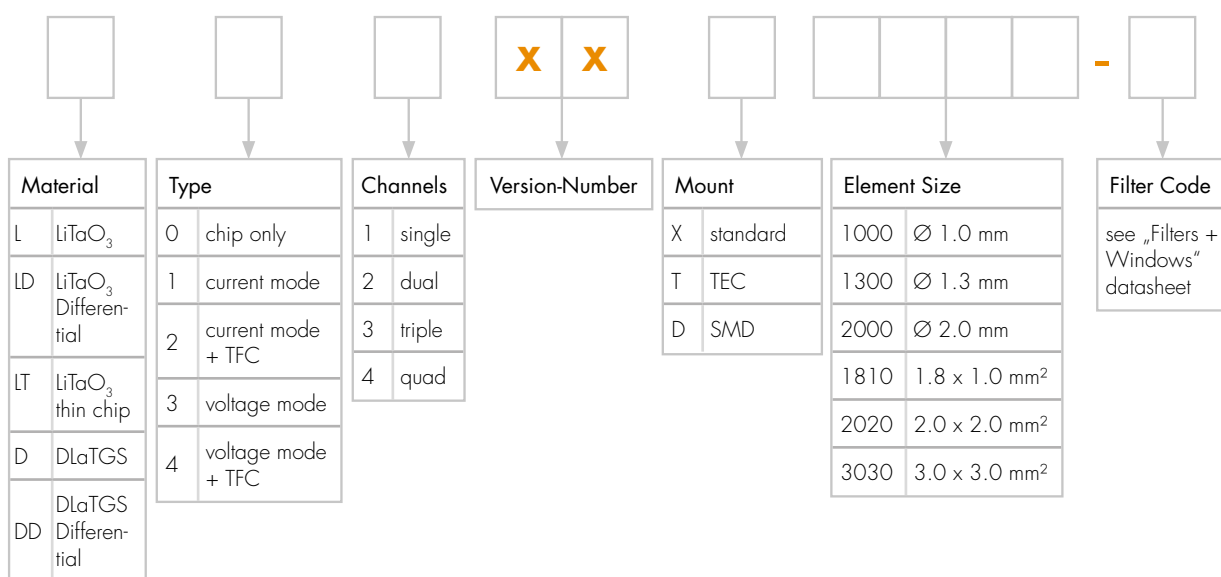 x x -
Material
L LiTaO₃
LD LiTaO₃
Differen-
tial
LT LiTaO₃
thin chip
D DLaTGS
DD DLaTGS
Differen-
tial
Type
0 chip only
1 current mode
2 current mode
+ TFC
3 voltage mode
4 voltage mode
+ TFC
Channels
1 single
2 dual
3 triple
4 quad
Version-Number
Mount
X standard
T TEC
D SMD
Element Size
1000 Ø 1.0 mm
1300 Ø 1.3 mm
2000 Ø 2.0 mm
1810 1.8 x 1.0 mm²
2020 2.0 x 2.0 mm²
3030 3.0 x 3.0 mm²
Filter Code
see „Filters +
Windows“
datasheet